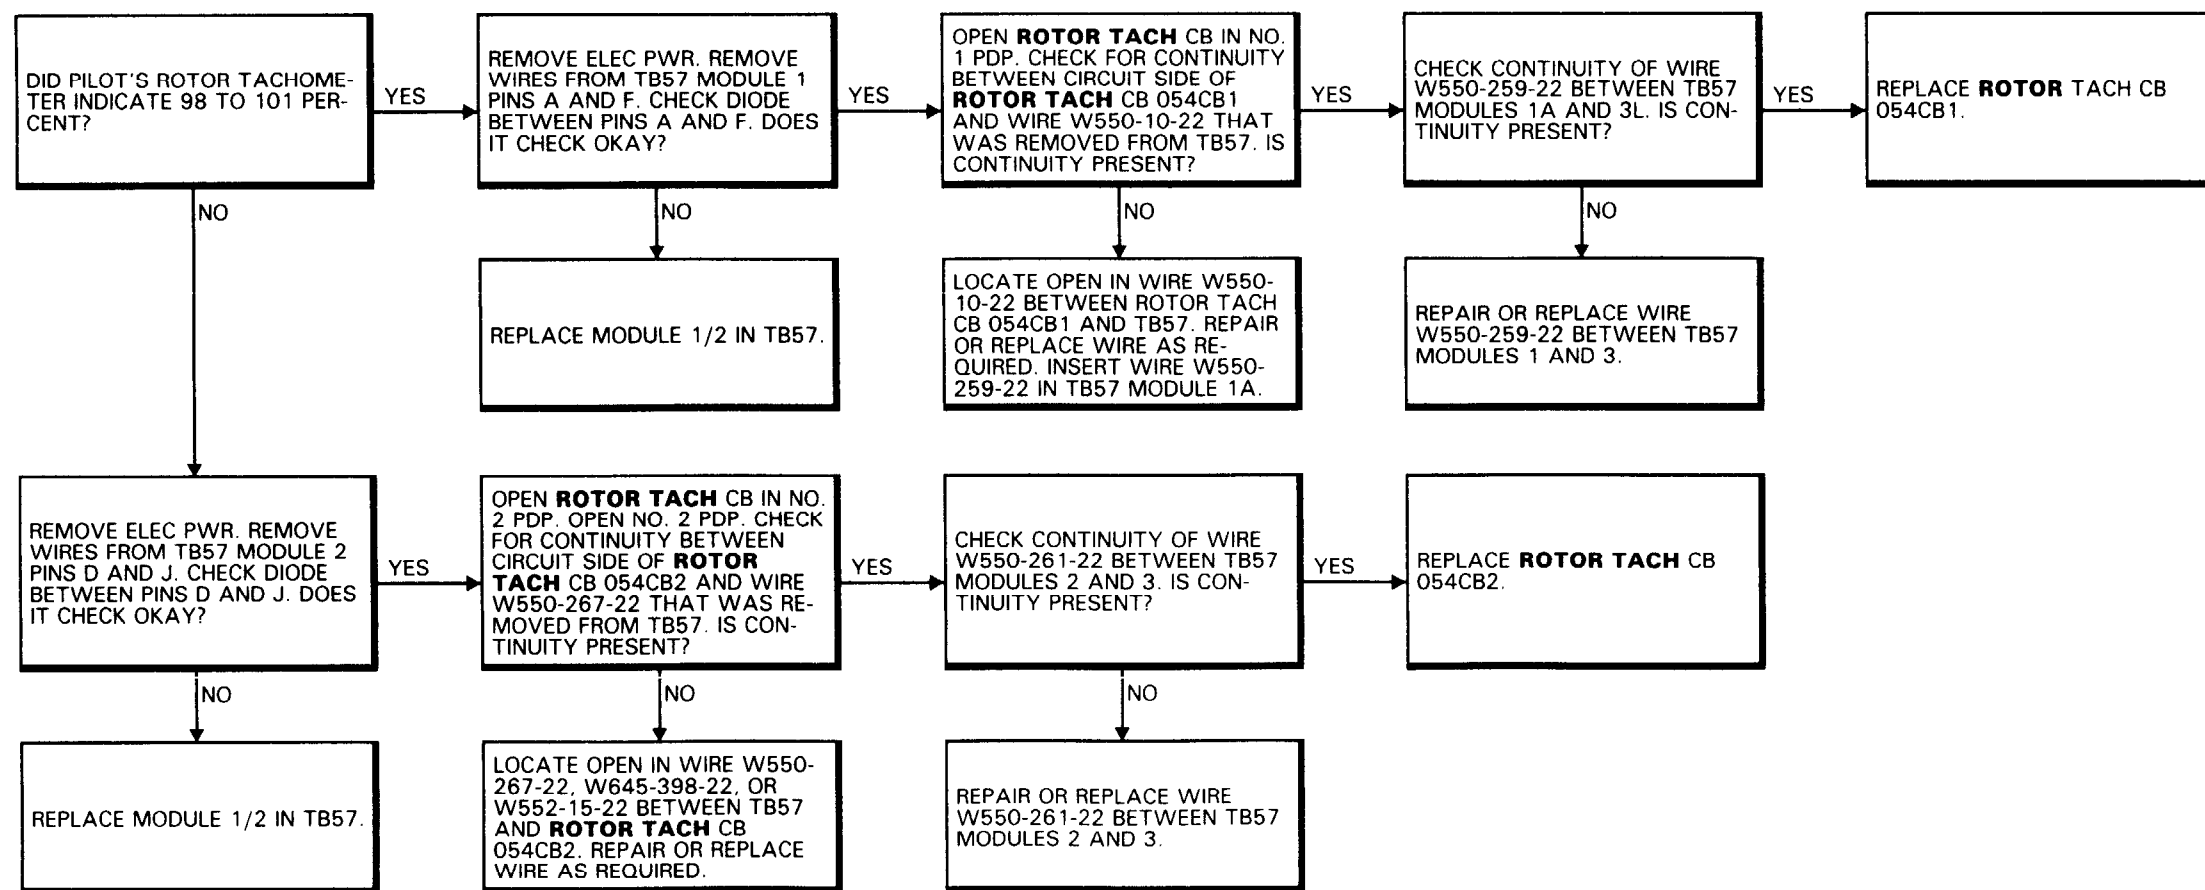 DID PILOT'S ROTOR TACHOME-
TER INDICATE 98 TO 101 PER-
CENT?
YES
REMOVE ELEC PWR. REMOVE
WIRES FROM TB57 MODULE 1
PINS A AND F. CHECK DIODE
BETWEEN PINS A AND F. DOES
IT CHECK OKAY?
YES
OPEN ROTOR TACH CB IN NO.
1 PDP. CHECK FOR CONTINUITY
BETWEEN CIRCUIT SIDE OF
ROTOR TACH CB 054CB1
AND WIRE W550-10-22 THAT
WAS REMOVED FROM TB57. IS
CONTINUITY PRESENT?
YES
CHECK CONTINUITY OF WIRE
W550-259-22 BETWEEN TB57
MODULES 1A AND 3L. IS CON-
TINUITY PRESENT?
YES
REPLACE ROTOR TACH CB
054CB1.
NO
NO
NO
NO
REPLACE MODULE 1/2 IN TB57.
LOCATE OPEN IN WIRE W550-
10-22 BETWEEN ROTOR TACH
CB 054CB1 AND TB57. REPAIR
OR REPLACE WIRE AS RE-
QUIRED. INSERT WIRE W550-
259-22 IN TB57 MODULE 1A.
REPAIR OR REPLACE WIRE
W550-259-22 BETWEEN TB57
MODULES 1 AND 3.
REMOVE ELEC PWR. REMOVE
WIRES FROM TB57 MODULE 2
PINS D AND J. CHECK DIODE
BETWEEN PINS D AND J. DOES
IT CHECK OKAY?
YES
OPEN ROTOR TACH CB IN NO.
2 PDP. OPEN NO. 2 PDP. CHECK
FOR CONTINUITY BETWEEN
CIRCUIT SIDE OF ROTOR
TACH CB 054CB2 AND WIRE
W550-267-22 THAT WAS RE-
MOVED FROM TB57. IS CON-
TINUITY PRESENT?
YES
CHECK CONTINUITY OF WIRE
W550-261-22 BETWEEN TB57
MODULES 2 AND 3. IS CON-
TINUITY PRESENT?
YES
REPLACE ROTOR TACH CB
054CB2.
NO
NO
NO
REPLACE MODULE 1/2 IN TB57.
LOCATE OPEN IN WIRE W550-
267-22, W645-398-22, OR
W552-15-22 BETWEEN TB57
AND ROTOR TACH CB
054CB2. REPAIR OR REPLACE
WIRE AS REQUIRED.
REPAIR OR REPLACE WIRE
W550-261-22 BETWEEN TB57
MODULES 2 AND 3.